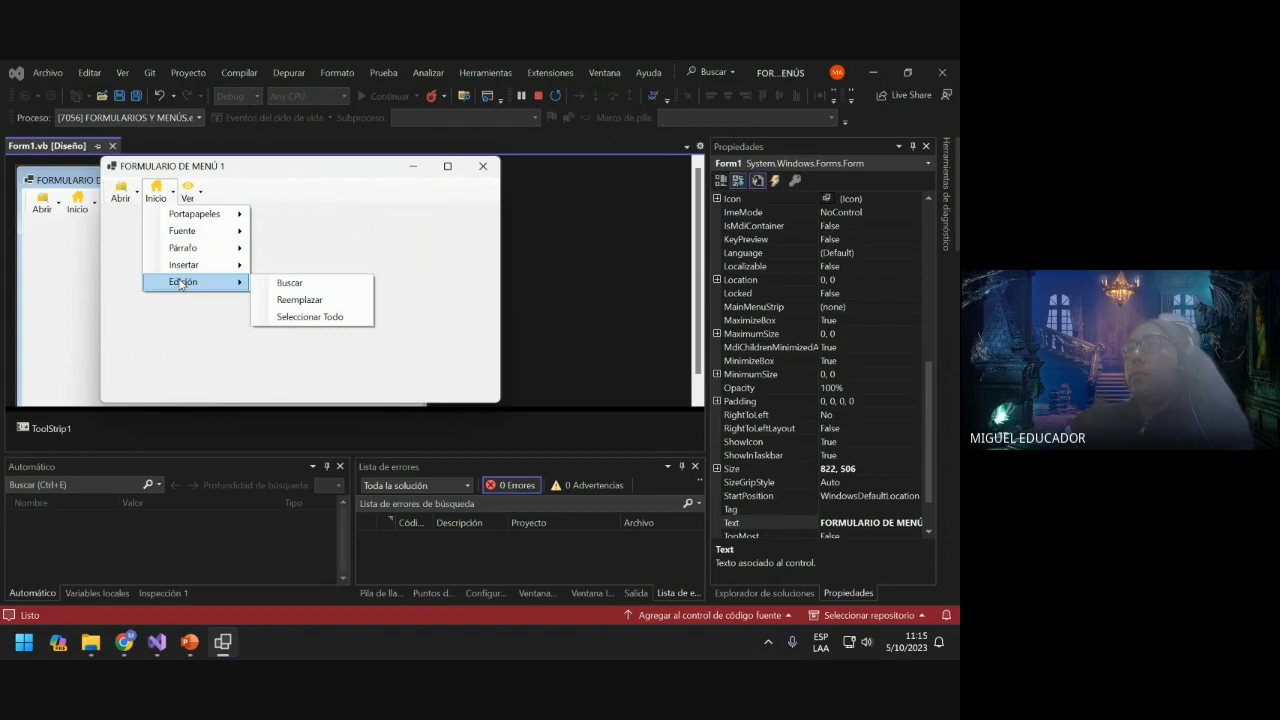 Archivo Editar Ver Git Proyecto Compilar Depurar Formato Prueba Analizar Herramientas Extensiones Ventana Ayuda Buscar FOR...ENÚS MA
Debug Any CPU Continuar Live Share
Proceso: [7056] FORMULARIOS Y MENÚS.e Eventos del ciclo de vida Subproceso: Marco de pila:
Form1.vb [Diseño]
FORMULARIO D
Abrir Inicio
FORMULARIO DE MENÚ 1
Abrir Inicio Ver
Portapapeles
Fuente
Párrafo
Insertar
Edición
Buscar
Reemplazar
Seleccionar Todo
ToolStrip1
Propiedades
Form1 System.Windows.Forms.Form
Icon (Icon)
ImeMode NoControl
IsMdiContainer False
KeyPreview False
Language (Default)
Localizable False
Location 0, 0
Locked False
MainMenuStrip (none)
MaximizeBox True
MaximumSize 0, 0
MdiChildrenMinimizedA True
MinimizeBox True
MinimumSize 0, 0
Opacity 100%
Padding 0, 0, 0, 0
RightToLeft No
RightToLeftLayout False
ShowIcon True
ShowInTaskbar True
Size 822, 506
SizeGripStyle Auto
StartPosition WindowsDefaultLocation
Tag
Text FORMULARIO DE MENÚ
TopMost False
Text
Texto asociado al control.
Explorador de soluciones Propiedades
Herramientas de diagnóstico
Automático
Buscar (Ctrl+E) Profundidad de búsqueda:
Nombre Valor Tipo
Automático Variables locales Inspección 1
Lista de errores
Toda la solución 0 Errores 0 Advertencias
Lista de errores de búsqueda
Códi... Descripción Proyecto Archivo
Pila de lla... Puntos d... Configur... Ventana... Ventana I... Salida Lista de e...
Listo Agregar al control de código fuente Seleccionar repositorio
ESP
LAA
11:15
5/10/2023
MIGUEL EDUCADOR